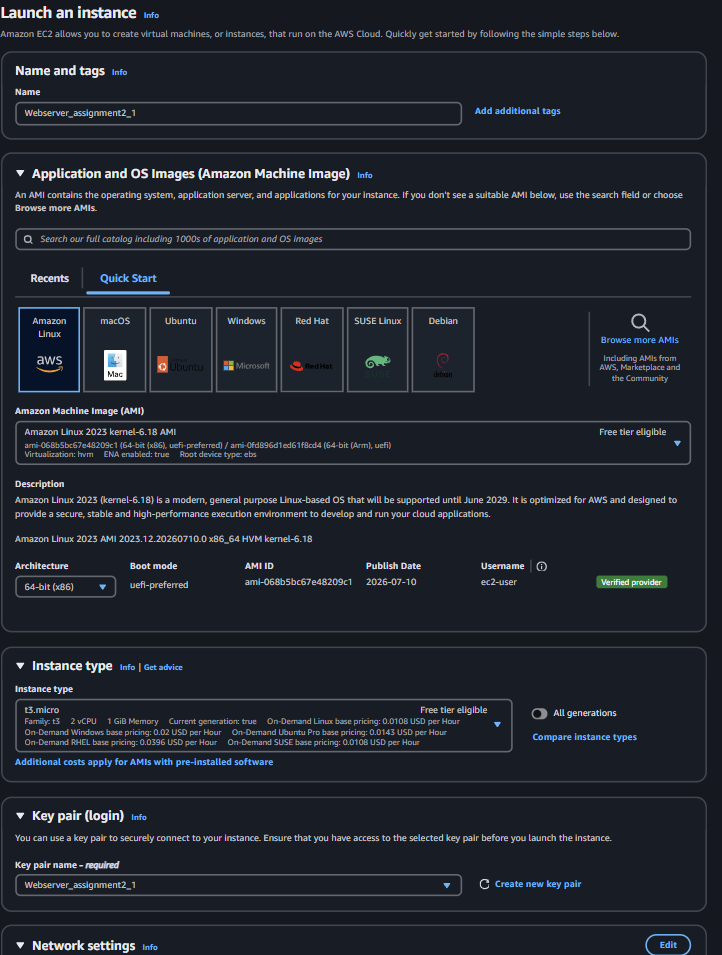 Launch an instance Info
Amazon EC2 allows you to create virtual machines, or instances, that run on the AWS Cloud. Quickly get started by following the simple steps below.
Name and tags Info
Name
Webserver_assignment2_1
Add additional tags
Application and OS Images (Amazon Machine Image) Info
An AMI contains the operating system, application server, and applications for your instance. If you don't see a suitable AMI below, use the search field or choose
Browse more AMIs.
Search our full catalog including 1000s of application and OS images
Recents
Quick Start
Amazon
Linux
aws
macOS
Mac
Ubuntu
Ubuntu
Windows
Microsoft
Red Hat
Red Hat
SUSE Linux
Debian
debian
Browse more AMIs
Including AMIs from
AWS, Marketplace and
the Community
Amazon Machine Image (AMI)
Amazon Linux 2023 kernel-6.18 AMI
Free tier eligible
ami-068b5bc67e48209c1 (64-bit (x86), uefi-preferred) / ami-0fd896d1ed61f8cd4 (64-bit (Arm), uefi)
Virtualization: hvm ENA enabled: true Root device type: ebs
Description
Amazon Linux 2023 (kernel-6.18) is a modern, general purpose Linux-based OS that will be supported until June 2029. It is optimized for AWS and designed to
provide a secure, stable and high-performance execution environment to develop and run your cloud applications.
Amazon Linux 2023 AMI 2023.12.20260710.0 x86_64 HVM kernel-6.18
Architecture
64-bit (x86)
Boot mode
uefi-preferred
AMI ID
ami-068b5bc67e48209c1
Publish Date
2026-07-10
Username
ec2-user
Verified provider
Instance type Info | Get advice
Instance type
t3.micro
Free tier eligible
Family: t3 2 vCPU 1 GiB Memory Current generation: true On-Demand Linux base pricing: 0.0108 USD per Hour
On-Demand Windows base pricing: 0.02 USD per Hour On-Demand Ubuntu Pro base pricing: 0.0143 USD per Hour
On-Demand RHEL base pricing: 0.0396 USD per Hour On-Demand SUSE base pricing: 0.0108 USD per Hour
All generations
Compare instance types
Additional costs apply for AMIs with pre-installed software
Key pair (login) Info
You can use a key pair to securely connect to your instance. Ensure that you have access to the selected key pair before you launch the instance.
Key pair name - required
Webserver_assignment2_1
Create new key pair
Network settings Info
Edit